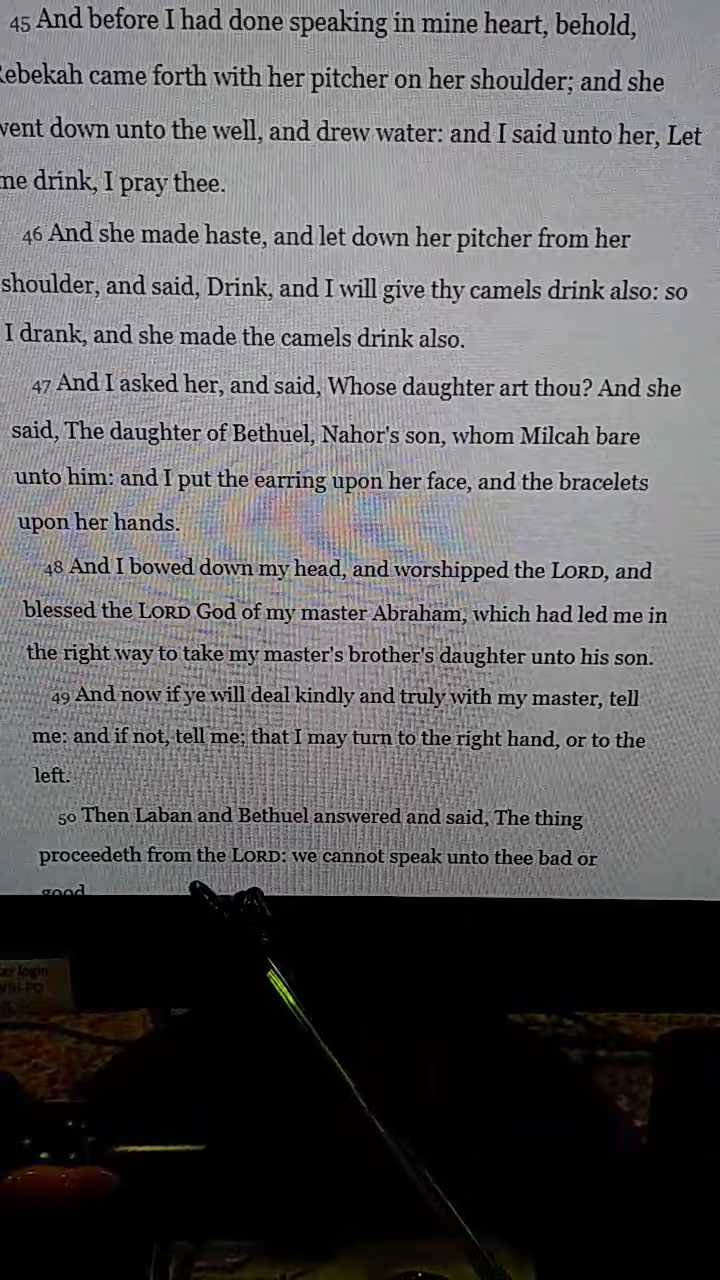 45 And before I had done speaking in mine heart, behold,
ebekah came forth with her pitcher on her shoulder; and she
went down unto the well, and drew water: and I said unto her, Let
me drink, I pray thee.
46 And she made haste, and let down her pitcher from her
shoulder, and said, Drink, and I will give thy camels drink also: so
I drank, and she made the camels drink also.
47 And I asked her, and said, Whose daughter art thou? And she
said, The daughter of Bethuel, Nahor's son, whom Milcah bare
unto him: and I put the earring upon her face, and the bracelets
upon her hands.
48 And I bowed down my head, and worshipped the LORD, and
blessed the LORD God of my master Abraham, which had led me in
the right way to take my master's brother's daughter unto his son.
49 And now if ye will deal kindly and truly with my master, tell
me: and if not, tell me; that I may turn to the right hand, or to the
left.
50 Then Laban and Bethuel answered and said, The thing
proceedeth from the LORD: we cannot speak unto thee bad or
good
login